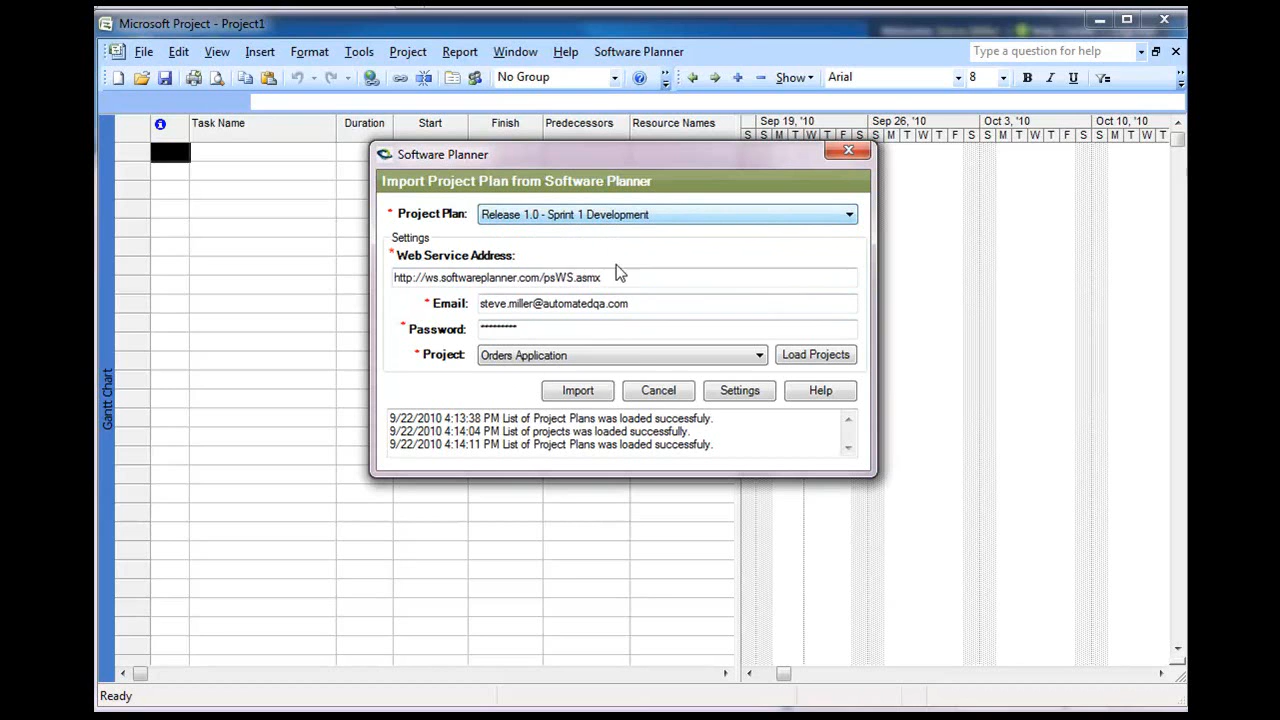 Microsoft Project - Project1
File Edit View Insert Format Tools Project Report Window Help Software Planner Type a question for help
No Group Show Arial 8 B I U
Task Name Duration Start Finish Predecessors Resource Names Sep 19, '10 Sep 26, '10 Oct 3, '10 Oct 10, '10
S S M T W T F S S M T W T F S S M T W T F S S M T W T
Software Planner
Import Project Plan from Software Planner
* Project Plan: Release 1.0 - Sprint 1 Development
Settings
* Web Service Address:
http://ws.softwareplanner.com/psWS.asmx
* Email: steve.miller@automatedqa.com
* Password: *********
* Project: Orders Application Load Projects
Import Cancel Settings Help
9/22/2010 4:13:38 PM List of Project Plans was loaded successfuly.
9/22/2010 4:14:04 PM List of projects was loaded successfully.
9/22/2010 4:14:11 PM List of Project Plans was loaded successfuly.
Gantt Chart
Ready